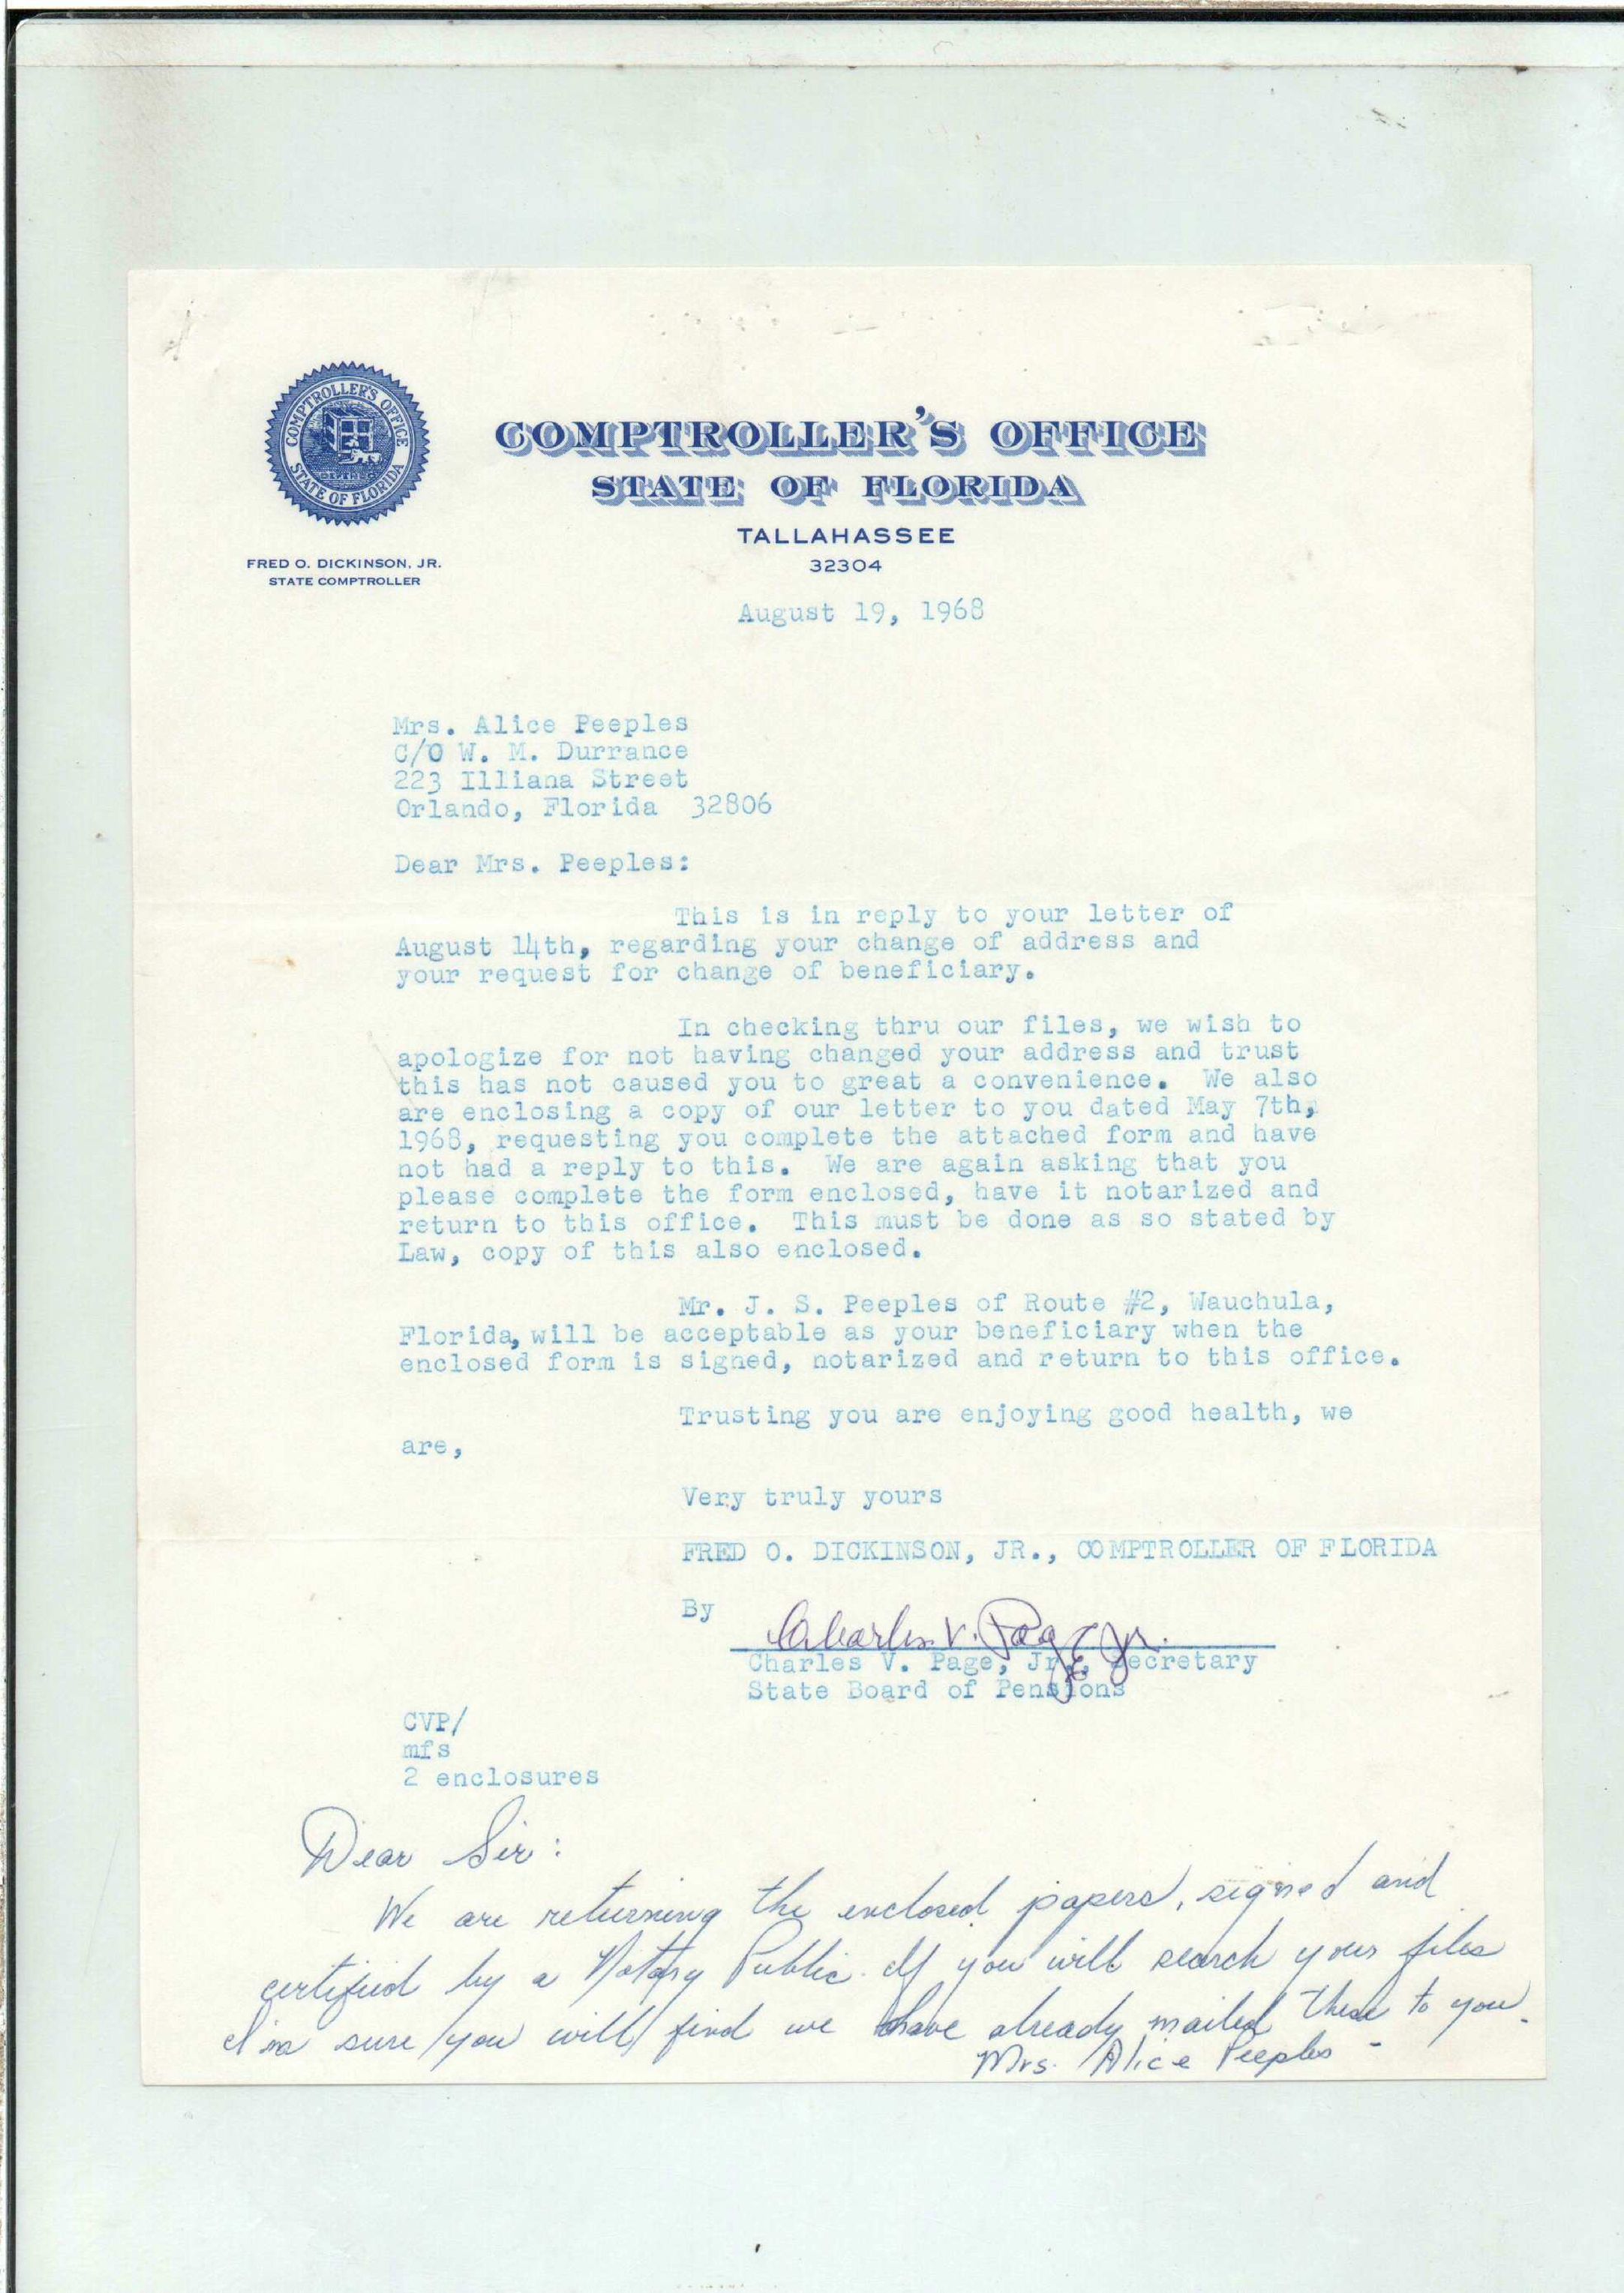 COMPTROLLER'S OFFICE
STATE OF FLORIDA
COMPTROLLER'S OFFICE
STATE OF FLORIDA
TALLAHASSEE
32304
FRED O. DICKINSON, JR.
STATE COMPTROLLER
August 19, 1968
Mrs. Alice Peeples
C/O W. M. Durrance
223 Illiana Street
Orlando, Florida 32806
Dear Mrs. Peeples:
This is in reply to your letter of
August 14th, regarding your change of address and
your request for change of beneficiary.
In checking thru our files, we wish to
apologize for not having changed your address and trust
this has not caused you to great a convenience. We also
are enclosing a copy of our letter to you dated May 7th,
1968, requesting you complete the attached form and have
not had a reply to this. We are again asking that you
please complete the form enclosed, have it notarized and
return to this office. This must be done as so stated by
Law, copy of this also enclosed.
Mr. J. S. Peeples of Route #2, Wauchula,
Florida, will be acceptable as your beneficiary when the
enclosed form is signed, notarized and return to this office.
Trusting you are enjoying good health, we
are,
Very truly yours
FRED O. DICKINSON, JR., COMPTROLLER OF FLORIDA
By
Charles V. Page Jr.
Charles V. Page, Jr., Secretary
State Board of Pensions
CVP/
mfs
2 enclosures
Dear Sir:
We are returning the enclosed papers, signed and
certified by a Notary Public. If you will search your files
I'm sure you will find we have already mailed these to you.
Mrs. Alice Peeples -